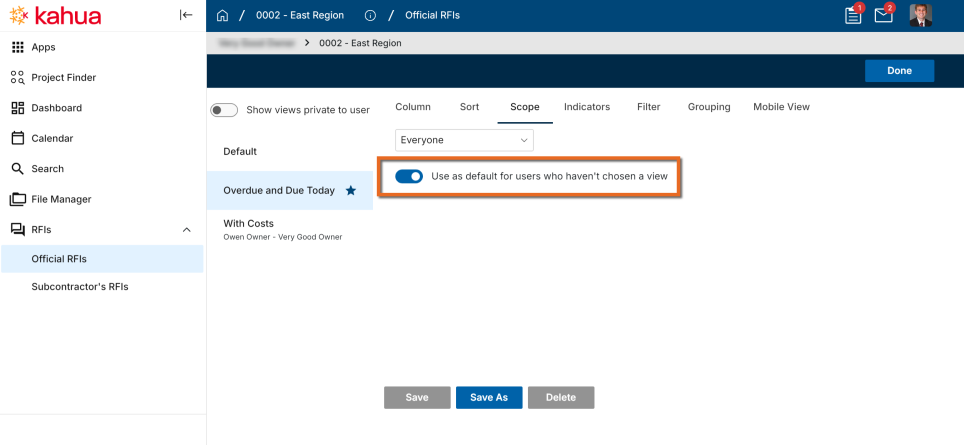 kahua
0002 - East Region
Official RFIs
1
2
0002 - East Region
Done
Apps
Project Finder
Dashboard
Calendar
Search
File Manager
RFIs
Official RFIs
Subcontractor's RFIs
Show views private to user
Default
Overdue and Due Today
With Costs
Owen Owner - Very Good Owner
Column Sort Scope Indicators Filter Grouping Mobile View
Everyone
Use as default for users who haven't chosen a view
Save Save As Delete